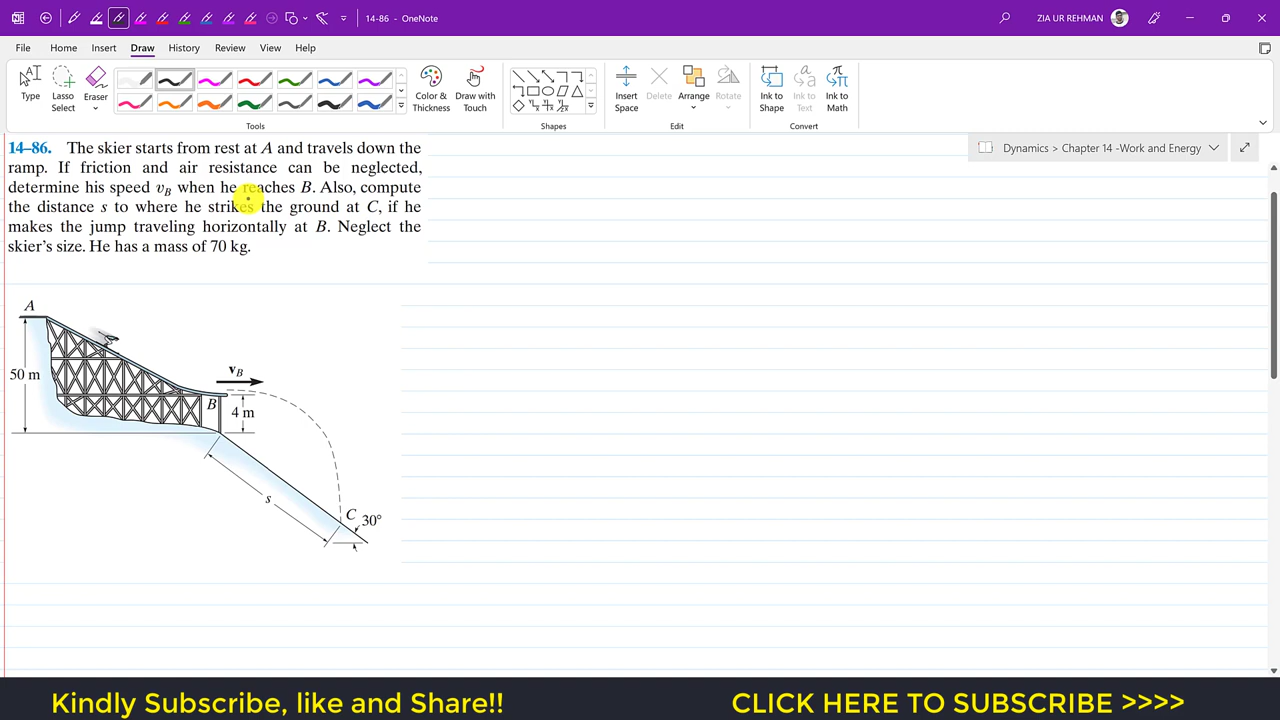 14-86 - OneNote
ZIA UR REHMAN
File Home Insert Draw History Review View Help
Type
Lasso Select
Eraser
Color & Thickness
Draw with Touch
Insert Space
Delete
Arrange
Rotate
Ink to Shape
Ink to Text
Ink to Math
Tools
Shapes
Edit
Convert
Dynamics > Chapter 14 -Work and Energy
14–86. The skier starts from rest at A and travels down the
ramp. If friction and air resistance can be neglected,
determine his speed v_B when he reaches B. Also, compute
the distance s to where he strikes the ground at C, if he
makes the jump traveling horizontally at B. Neglect the
skier's size. He has a mass of 70 kg.
A
50 m
v_B
B
4 m
s
C
30°
Kindly Subscribe, like and Share!!
CLICK HERE TO SUBSCRIBE >>>>